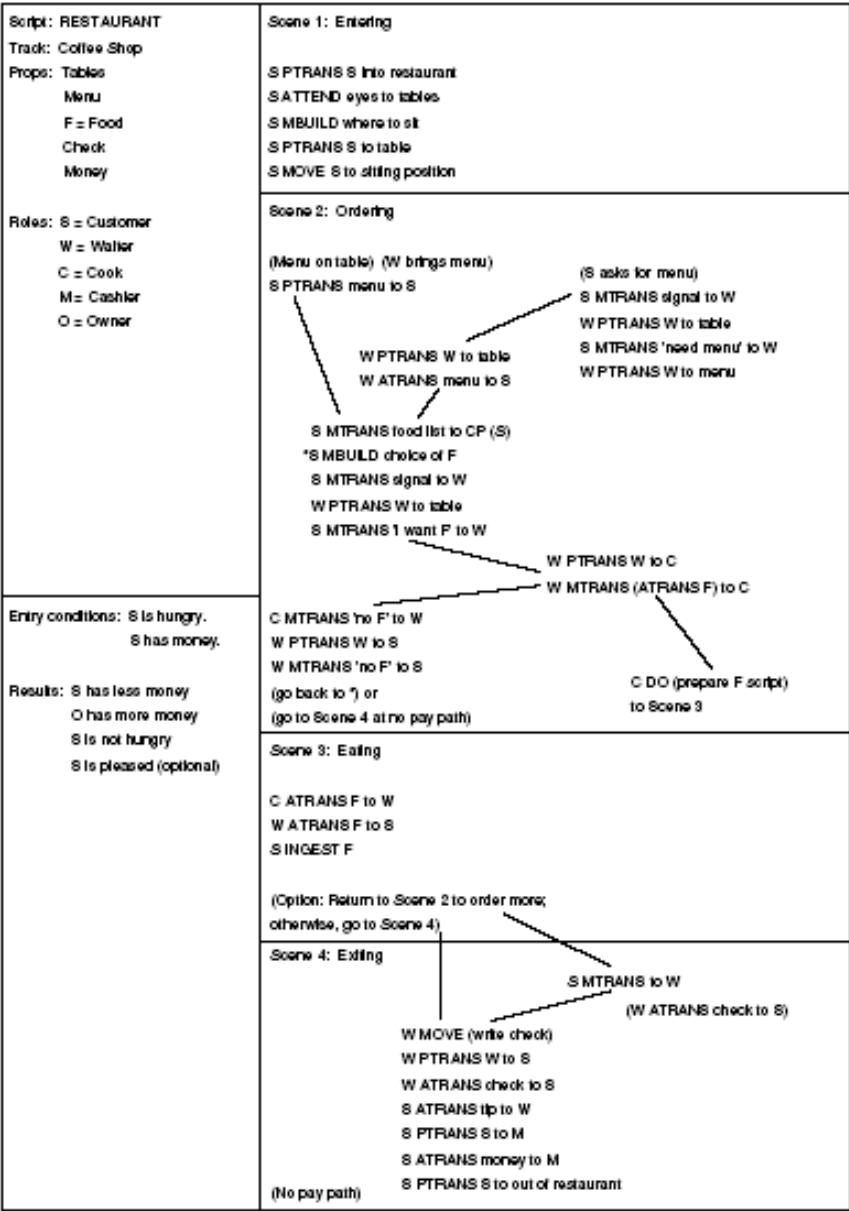 Script: RESTAURANT
Track: Coffee Shop
Props: Tables
Menu
F = Food
Check
Money
Roles: S = Customer
W = Waiter
C = Cook
M = Cashier
O = Owner
Entry conditions: S is hungry.
S has money.
Results: S has less money
O has more money
S is not hungry
S is pleased (optional)
Scene 1: Entering
S PTRANS S into restaurant
S ATTEND eyes to tables
S MBUILD where to sit
S PTRANS S to table
S MOVE S to sitting position
Scene 2: Ordering
(Menu on table) (W brings menu)
S PTRANS menu to S
(S asks for menu)
S MTRANS signal to W
W PTRANS W to table
S MTRANS 'need menu' to W
W PTRANS W to menu
W PTRANS W to table
W ATRANS menu to S
S MTRANS food list to CP (S)
*S MBUILD choice of F
S MTRANS signal to W
W PTRANS W to table
S MTRANS 'I want F' to W
W PTRANS W to C
W MTRANS (ATRANS F) to C
C MTRANS 'no F' to W
W PTRANS W to S
W MTRANS 'no F' to S
(go back to *) or
(go to Scene 4 at no pay path)
C DO (prepare F script)
to Scene 3
Scene 3: Eating
C ATRANS F to W
W ATRANS F to S
S INGEST F
(Option: Return to Scene 2 to order more;
otherwise, go to Scene 4)
Scene 4: Exiting
S MTRANS to W
(W ATRANS check to S)
W MOVE (write check)
W PTRANS W to S
W ATRANS check to S
S ATRANS tip to W
S PTRANS S to M
S ATRANS money to M
(No pay path) S PTRANS S to out of restaurant